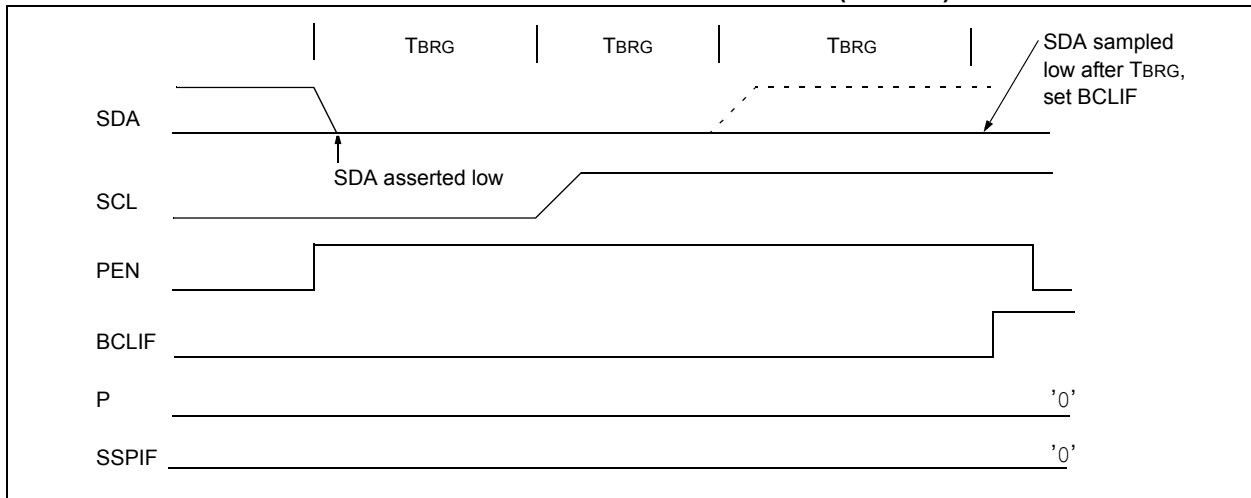 TBRG TBRG TBRG
SDA sampled
low after TBRG,
set BCLIF
SDA
SDA asserted low
SCL
PEN
BCLIF
P
'0'
SSPIF
'0'